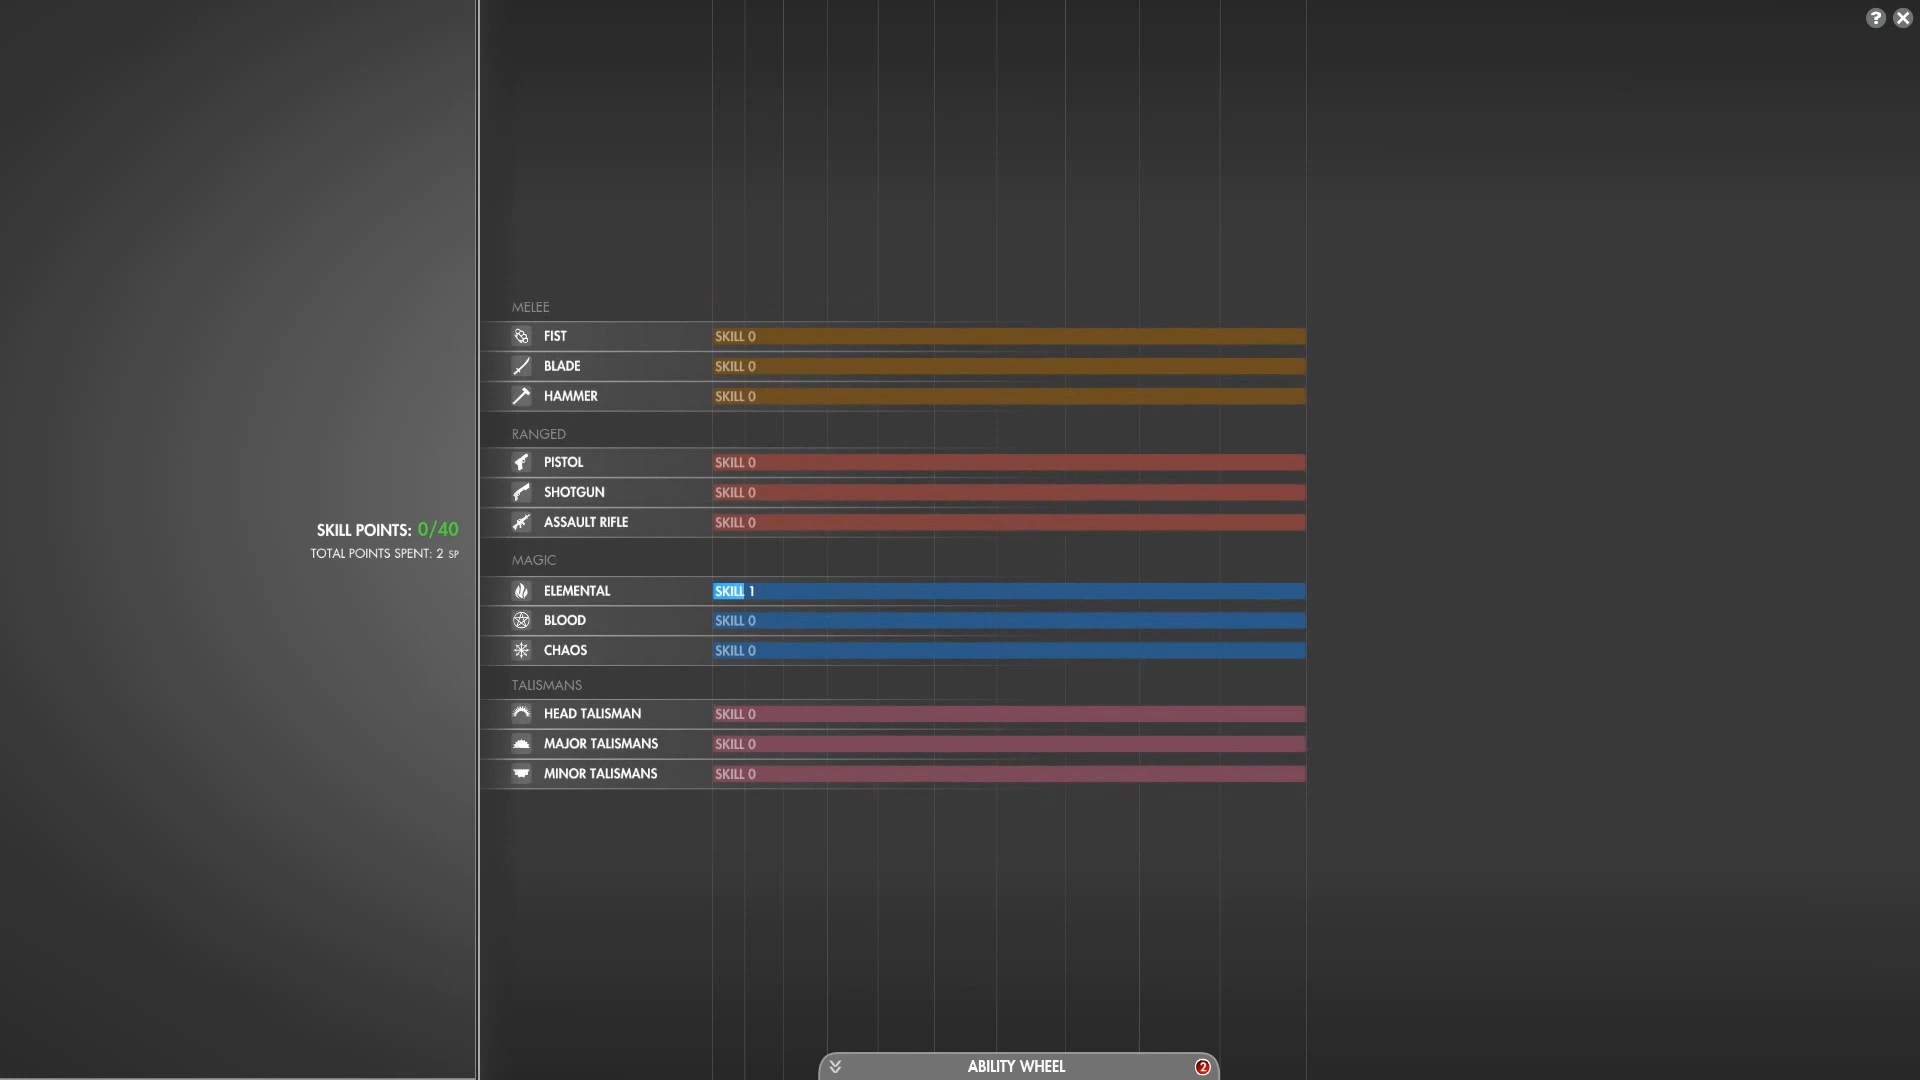 ?
MELEE
FIST SKILL 0
BLADE SKILL 0
HAMMER SKILL 0
RANGED
PISTOL SKILL 0
SHOTGUN SKILL 0
ASSAULT RIFLE SKILL 0
SKILL POINTS: 0/40
TOTAL POINTS SPENT: 2 SP
MAGIC
ELEMENTAL SKILL 1
BLOOD SKILL 0
CHAOS SKILL 0
TALISMANS
HEAD TALISMAN SKILL 0
MAJOR TALISMANS SKILL 0
MINOR TALISMANS SKILL 0
ABILITY WHEEL 2